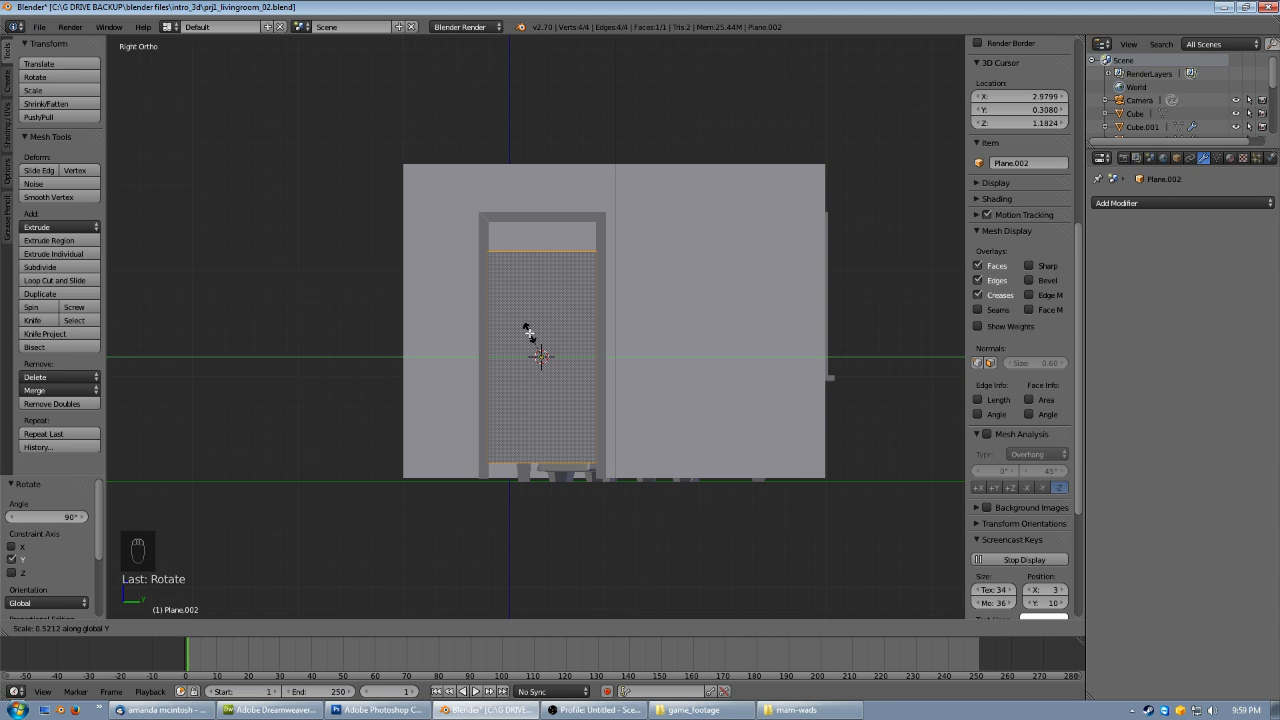 Blender* [C:\G DRIVE BACKUP\blender files\intro_3d\prj1_livingroom_02.blend]
File Render Window Help Default Scene Blender Render v2.70 | Verts:4/4 | Edges:4/4 | Faces:1/1 | Tris:2 | Mem:25.44M | Plane.002
View Search All Scenes
Right Ortho
Transform
Translate
Rotate
Scale
Shrink/Fatten
Push/Pull
Mesh Tools
Deform:
Slide Edg Vertex
Noise
Smooth Vertex
Add:
Extrude
Extrude Region
Extrude Individual
Subdivide
Loop Cut and Slide
Duplicate
Spin Screw
Knife Select
Knife Project
Bisect
Remove:
Delete
Merge
Remove Doubles
Repeat:
Repeat Last
History...
Tools
Create
Shading/UVs
Options
Grease Pencil
Rotate
Angle
90°
Constraint Axis
X
Y
Z
Orientation
Global
Last: Rotate
Y
(1) Plane.002
Scale: 0.5212 along global Y
Render Border
3D Cursor
Location:
X: 2.9799
Y: 0.3080
Z: 1.1824
Item
Plane.002
Display
Shading
Motion Tracking
Mesh Display
Overlays:
Faces Sharp
Edges Bevel
Creases Edge M
Seams Face M
Show Weights
Normals:
Size: 0.60
Edge Info: Face Info:
Length Area
Angle Angle
Mesh Analysis
Type: Overhang
0° 45°
+X +Y +Z -X -Y -Z
Background Images
Transform Orientations
Screencast Keys
Stop Display
Size: Position:
Tex: 34 X: 3
Mo: 36 Y: 10
Scene
RenderLayers
World
Camera
Cube
Cube.001
Plane.002
Add Modifier
-50 -40 -30 -20 -10 0 10 20 30 40 50 60 70 80 90 100 110 120 130 140 150 160 170 180 190 200 210 220 230 240 250 260 270 280
View Marker Frame Playback Start: 1 End: 250 1 No Sync
amanda mcintosh - ... Adobe Dreamweaver... Adobe Photoshop C... Blender* [C:\G DRIVE... Profile: Untitled - Sce... game_footage mam-wads 9:59 PM